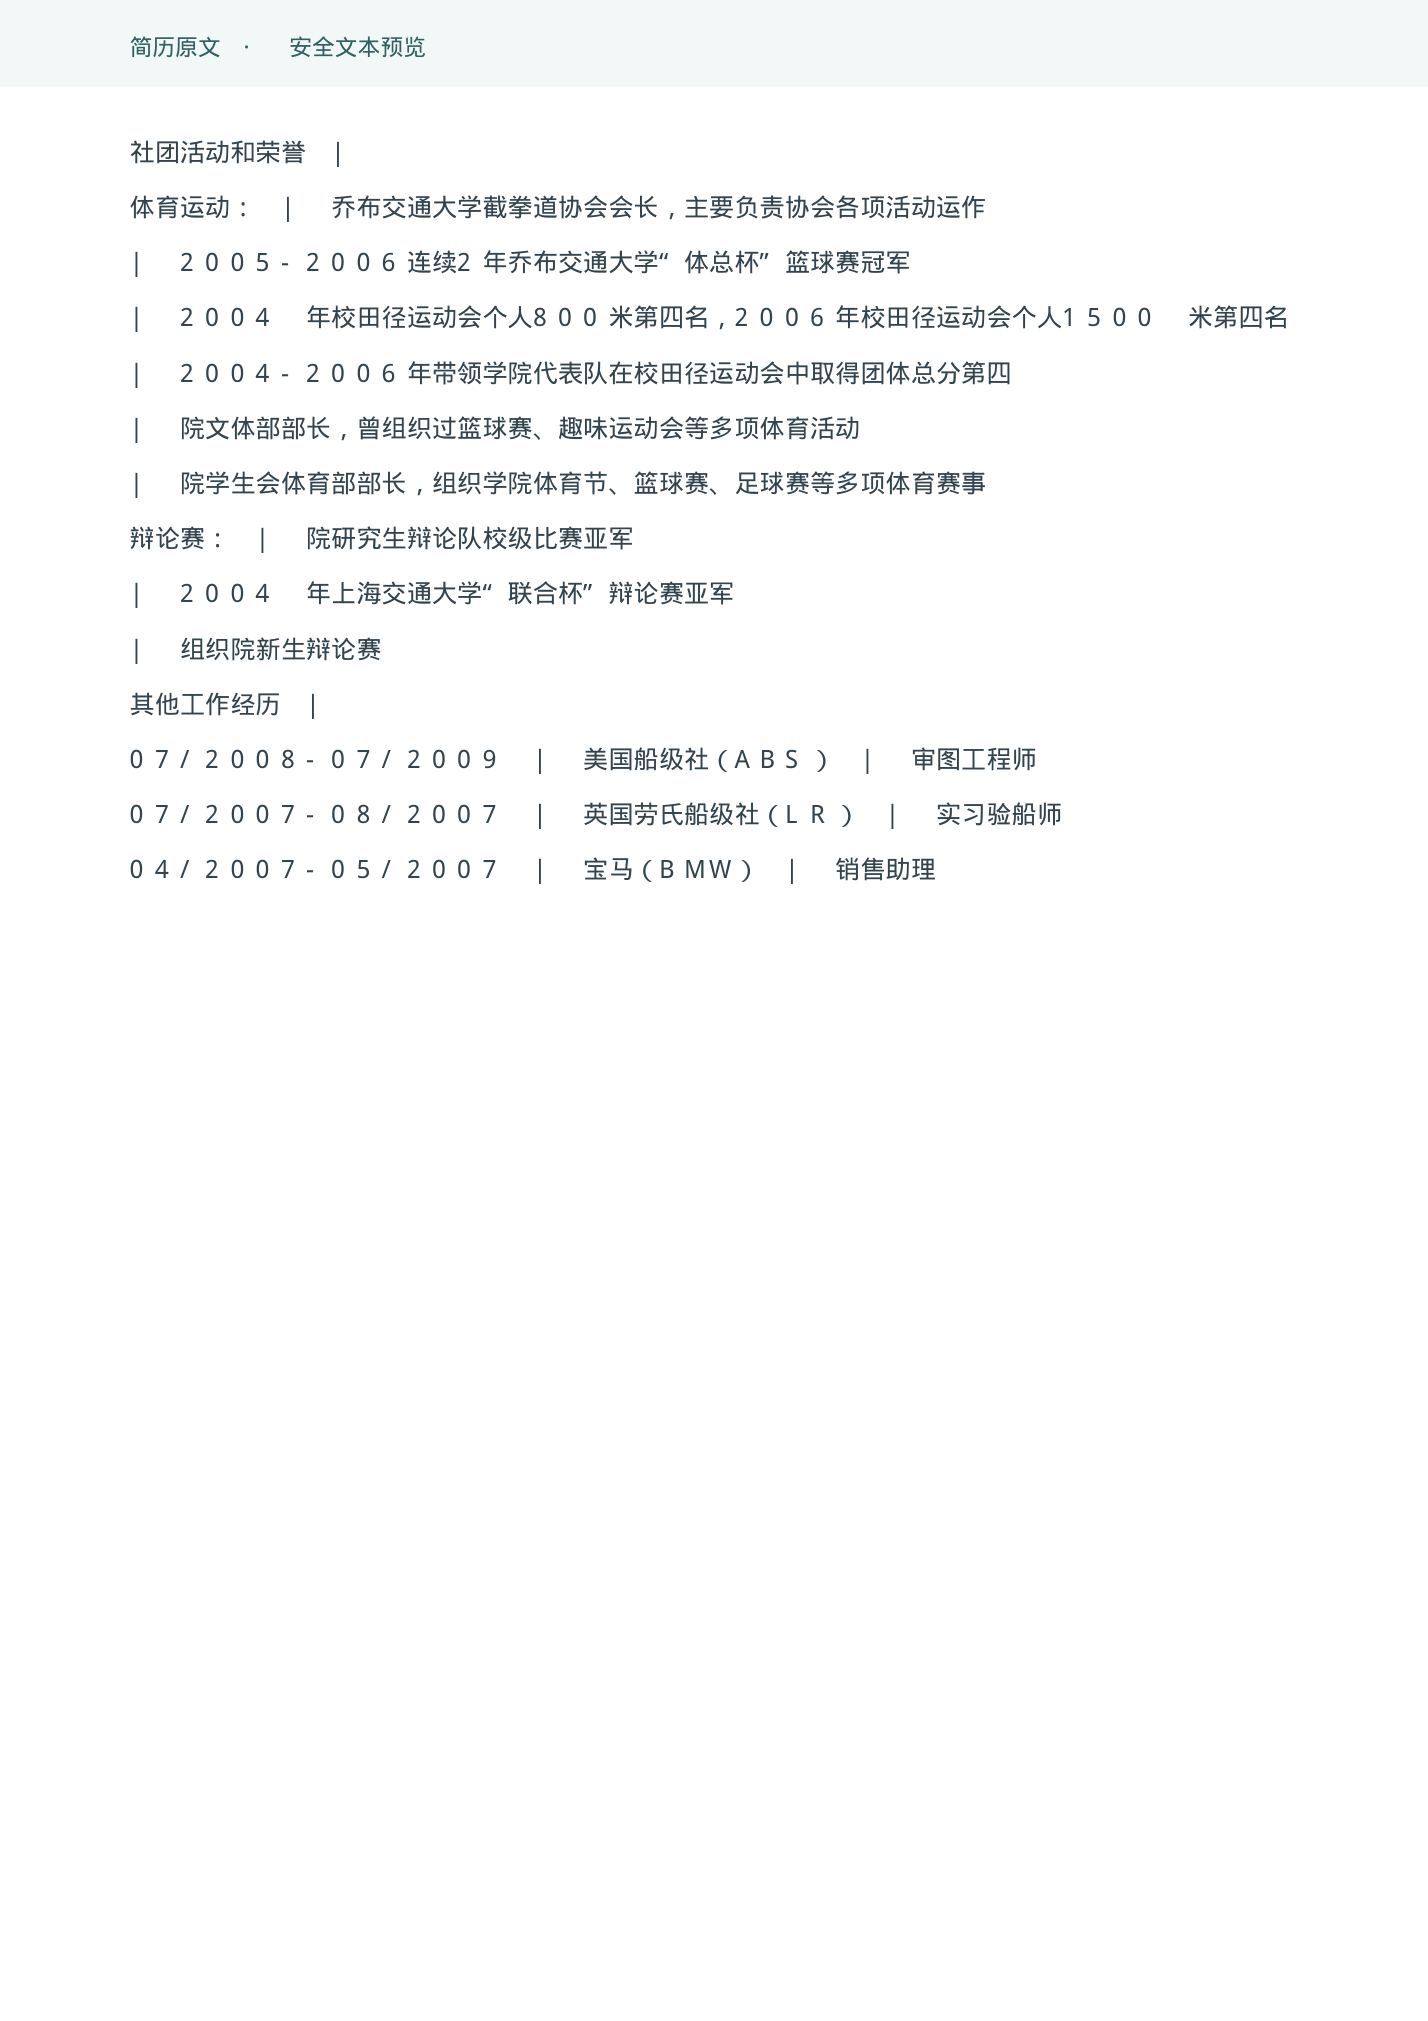 简历原文 · 安全文本预览
社团活动和荣誉 |
体育运动： | 乔布交通大学截拳道协会会长，主要负责协会各项活动运作
| 2005-2006连续2年乔布交通大学“体总杯”篮球赛冠军
| 2004 年校田径运动会个人800米第四名，2006年校田径运动会个人1500 米第四名
| 2004-2006年带领学院代表队在校田径运动会中取得团体总分第四
| 院文体部部长，曾组织过篮球赛、趣味运动会等多项体育活动
| 院学生会体育部部长，组织学院体育节、篮球赛、足球赛等多项体育赛事
辩论赛： | 院研究生辩论队校级比赛亚军
| 2004 年上海交通大学“联合杯”辩论赛亚军
| 组织院新生辩论赛
其他工作经历 |
07/2008-07/2009 | 美国船级社（ABS） | 审图工程师
07/2007-08/2007 | 英国劳氏船级社（LR） | 实习验船师
04/2007-05/2007 | 宝马（BMW） | 销售助理